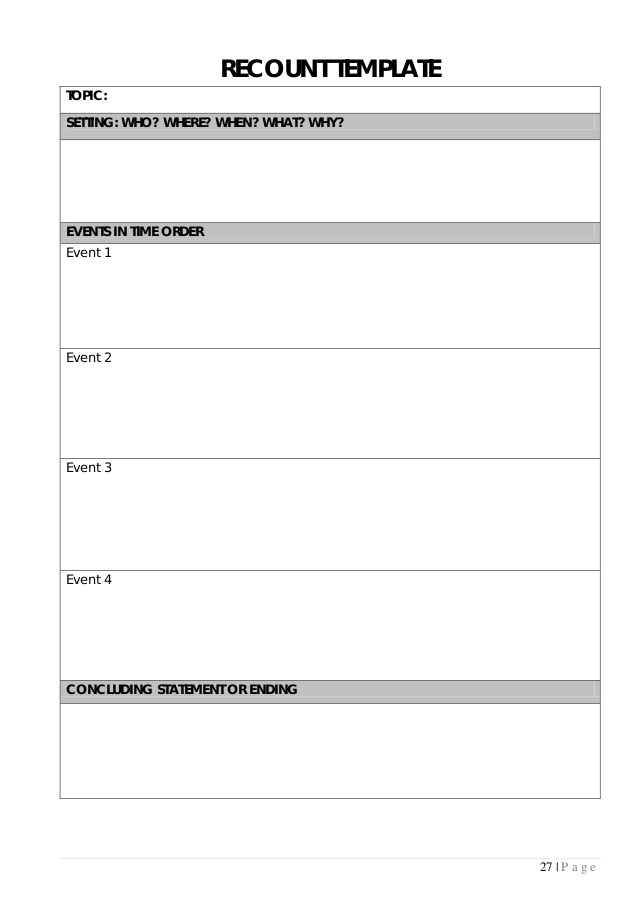 RECOUNT TEMPLATE
TOPIC:
SETTING: WHO? WHERE? WHEN? WHAT? WHY?
EVENTS IN TIME ORDER
Event 1
Event 2
Event 3
Event 4
CONCLUDING STATEMENT OR ENDING
27 | P a g e